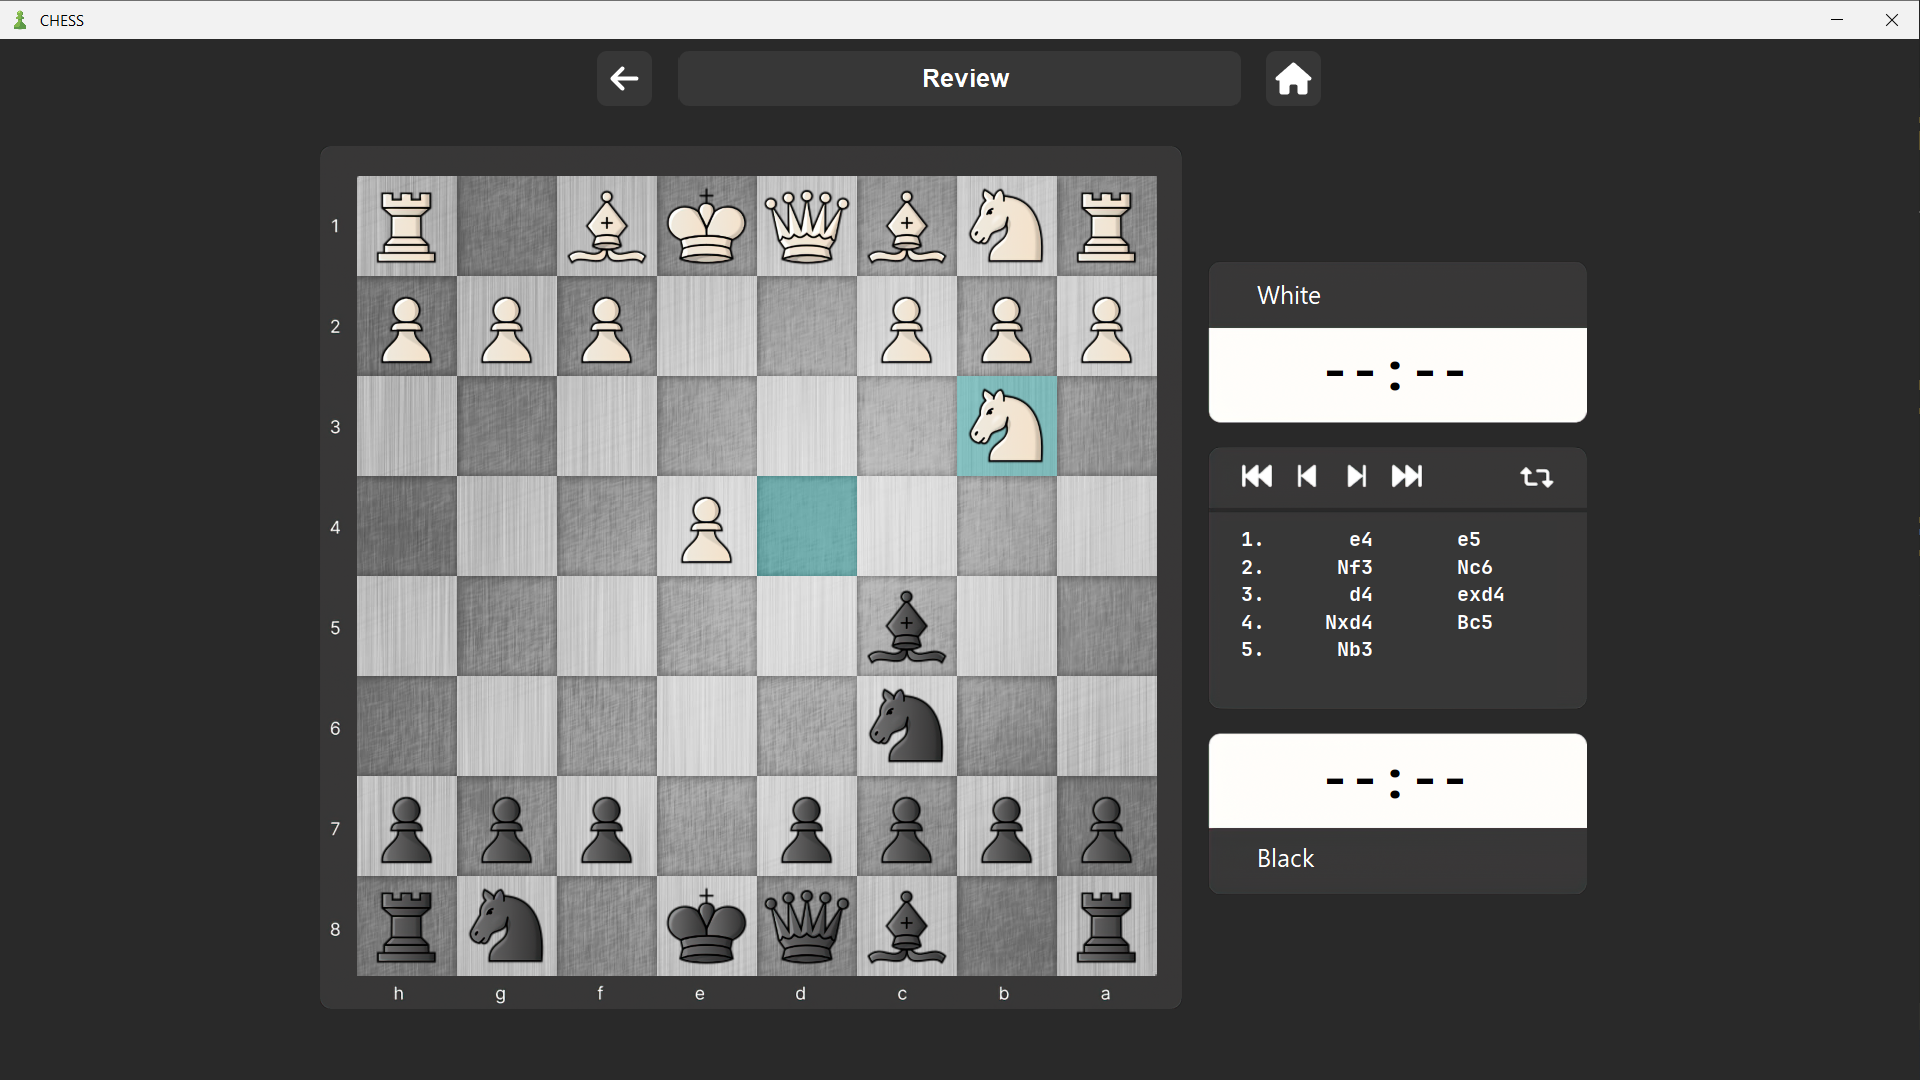 CHESS
Review
1
2
3
4
5
6
7
8
h g f e d c b a
White
--:--
1. e4 e5
2. Nf3 Nc6
3. d4 exd4
4. Nxd4 Bc5
5. Nb3
--:--
Black